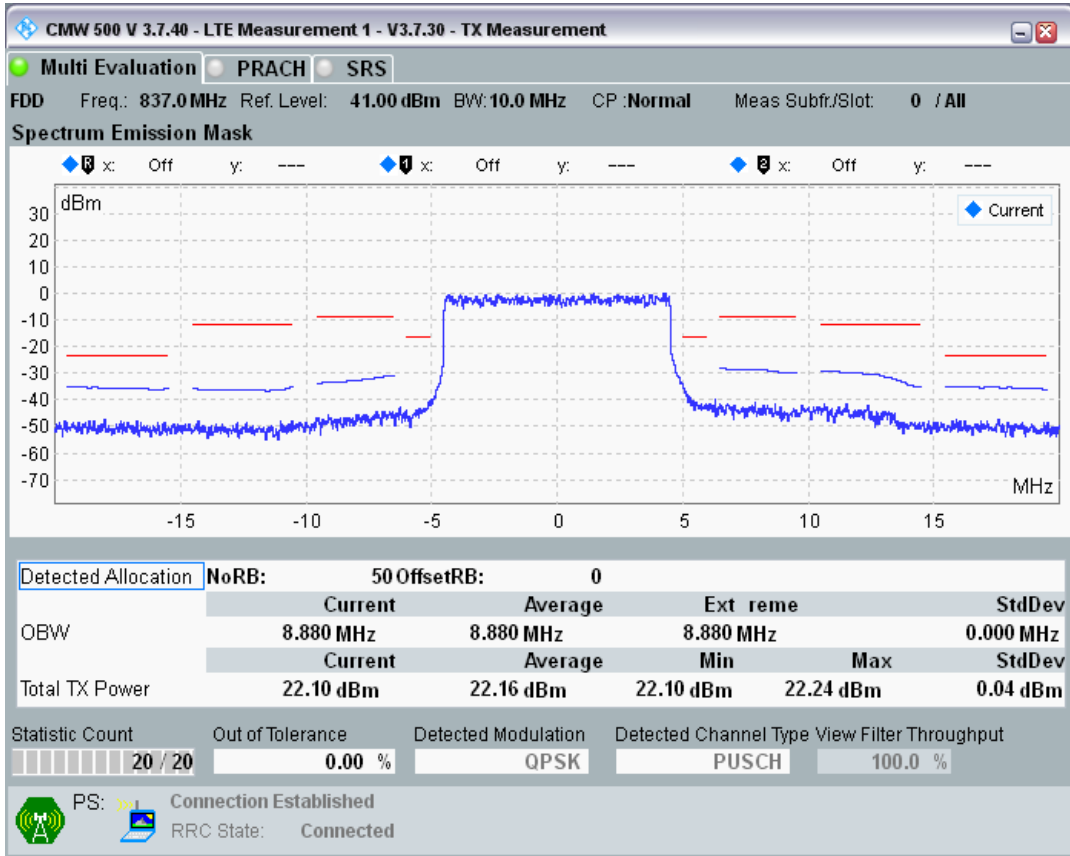 CMW 500 V 3.7.40 - LTE Measurement 1 - V3.7.30 - TX Measurement
Multi Evaluation PRACH SRS
FDD Freq.: 837.0 MHz Ref. Level: 41.00 dBm BW: 10.0 MHz CP :Normal Meas Subfr./Slot: 0 / All
Spectrum Emission Mask
R x: Off y: --- 1 x: Off y: --- 2 x: Off y: ---
dBm
Current
30
20
10
0
-10
-20
-30
-40
-50
-60
-70
MHz
-15 -10 -5 0 5 10 15
Detected Allocation NoRB: 50 OffsetRB: 0
Current Average Ext reme StdDev
OBW 8.880 MHz 8.880 MHz 8.880 MHz 0.000 MHz
Current Average Min Max StdDev
Total TX Power 22.10 dBm 22.16 dBm 22.10 dBm 22.24 dBm 0.04 dBm
Statistic Count Out of Tolerance Detected Modulation Detected Channel Type View Filter Throughput
20 / 20 0.00 % QPSK PUSCH 100.0 %
PS: Connection Established
RRC State: Connected